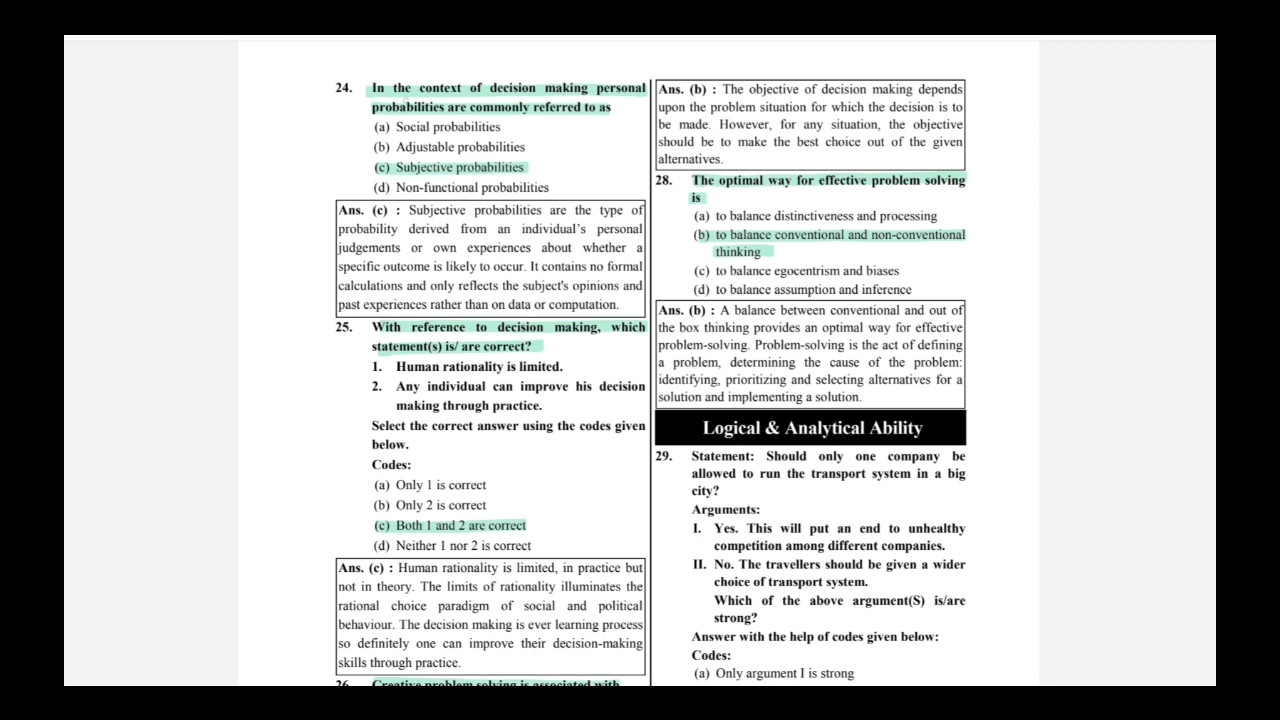 24. In the context of decision making personal
probabilities are commonly referred to as
(a) Social probabilities
(b) Adjustable probabilities
(c) Subjective probabilities
(d) Non-functional probabilities
Ans. (c) : Subjective probabilities are the type of
probability derived from an individual's personal
judgements or own experiences about whether a
specific outcome is likely to occur. It contains no formal
calculations and only reflects the subject's opinions and
past experiences rather than on data or computation.
25. With reference to decision making, which
statement(s) is/ are correct?
1. Human rationality is limited.
2. Any individual can improve his decision
making through practice.
Select the correct answer using the codes given
below.
Codes:
(a) Only 1 is correct
(b) Only 2 is correct
(c) Both 1 and 2 are correct
(d) Neither 1 nor 2 is correct
Ans. (c) : Human rationality is limited, in practice but
not in theory. The limits of rationality illuminates the
rational choice paradigm of social and political
behaviour. The decision making is ever learning process
so definitely one can improve their decision-making
skills through practice.
26. Creative problem solving is associated with
Ans. (b) : The objective of decision making depends
upon the problem situation for which the decision is to
be made. However, for any situation, the objective
should be to make the best choice out of the given
alternatives.
28. The optimal way for effective problem solving
is
(a) to balance distinctiveness and processing
(b) to balance conventional and non-conventional
thinking
(c) to balance egocentrism and biases
(d) to balance assumption and inference
Ans. (b) : A balance between conventional and out of
the box thinking provides an optimal way for effective
problem-solving. Problem-solving is the act of defining
a problem, determining the cause of the problem:
identifying, prioritizing and selecting alternatives for a
solution and implementing a solution.
Logical & Analytical Ability
29. Statement: Should only one company be
allowed to run the transport system in a big
city?
Arguments:
I. Yes. This will put an end to unhealthy
competition among different companies.
II. No. The travellers should be given a wider
choice of transport system.
Which of the above argument(S) is/are
strong?
Answer with the help of codes given below:
Codes:
(a) Only argument I is strong